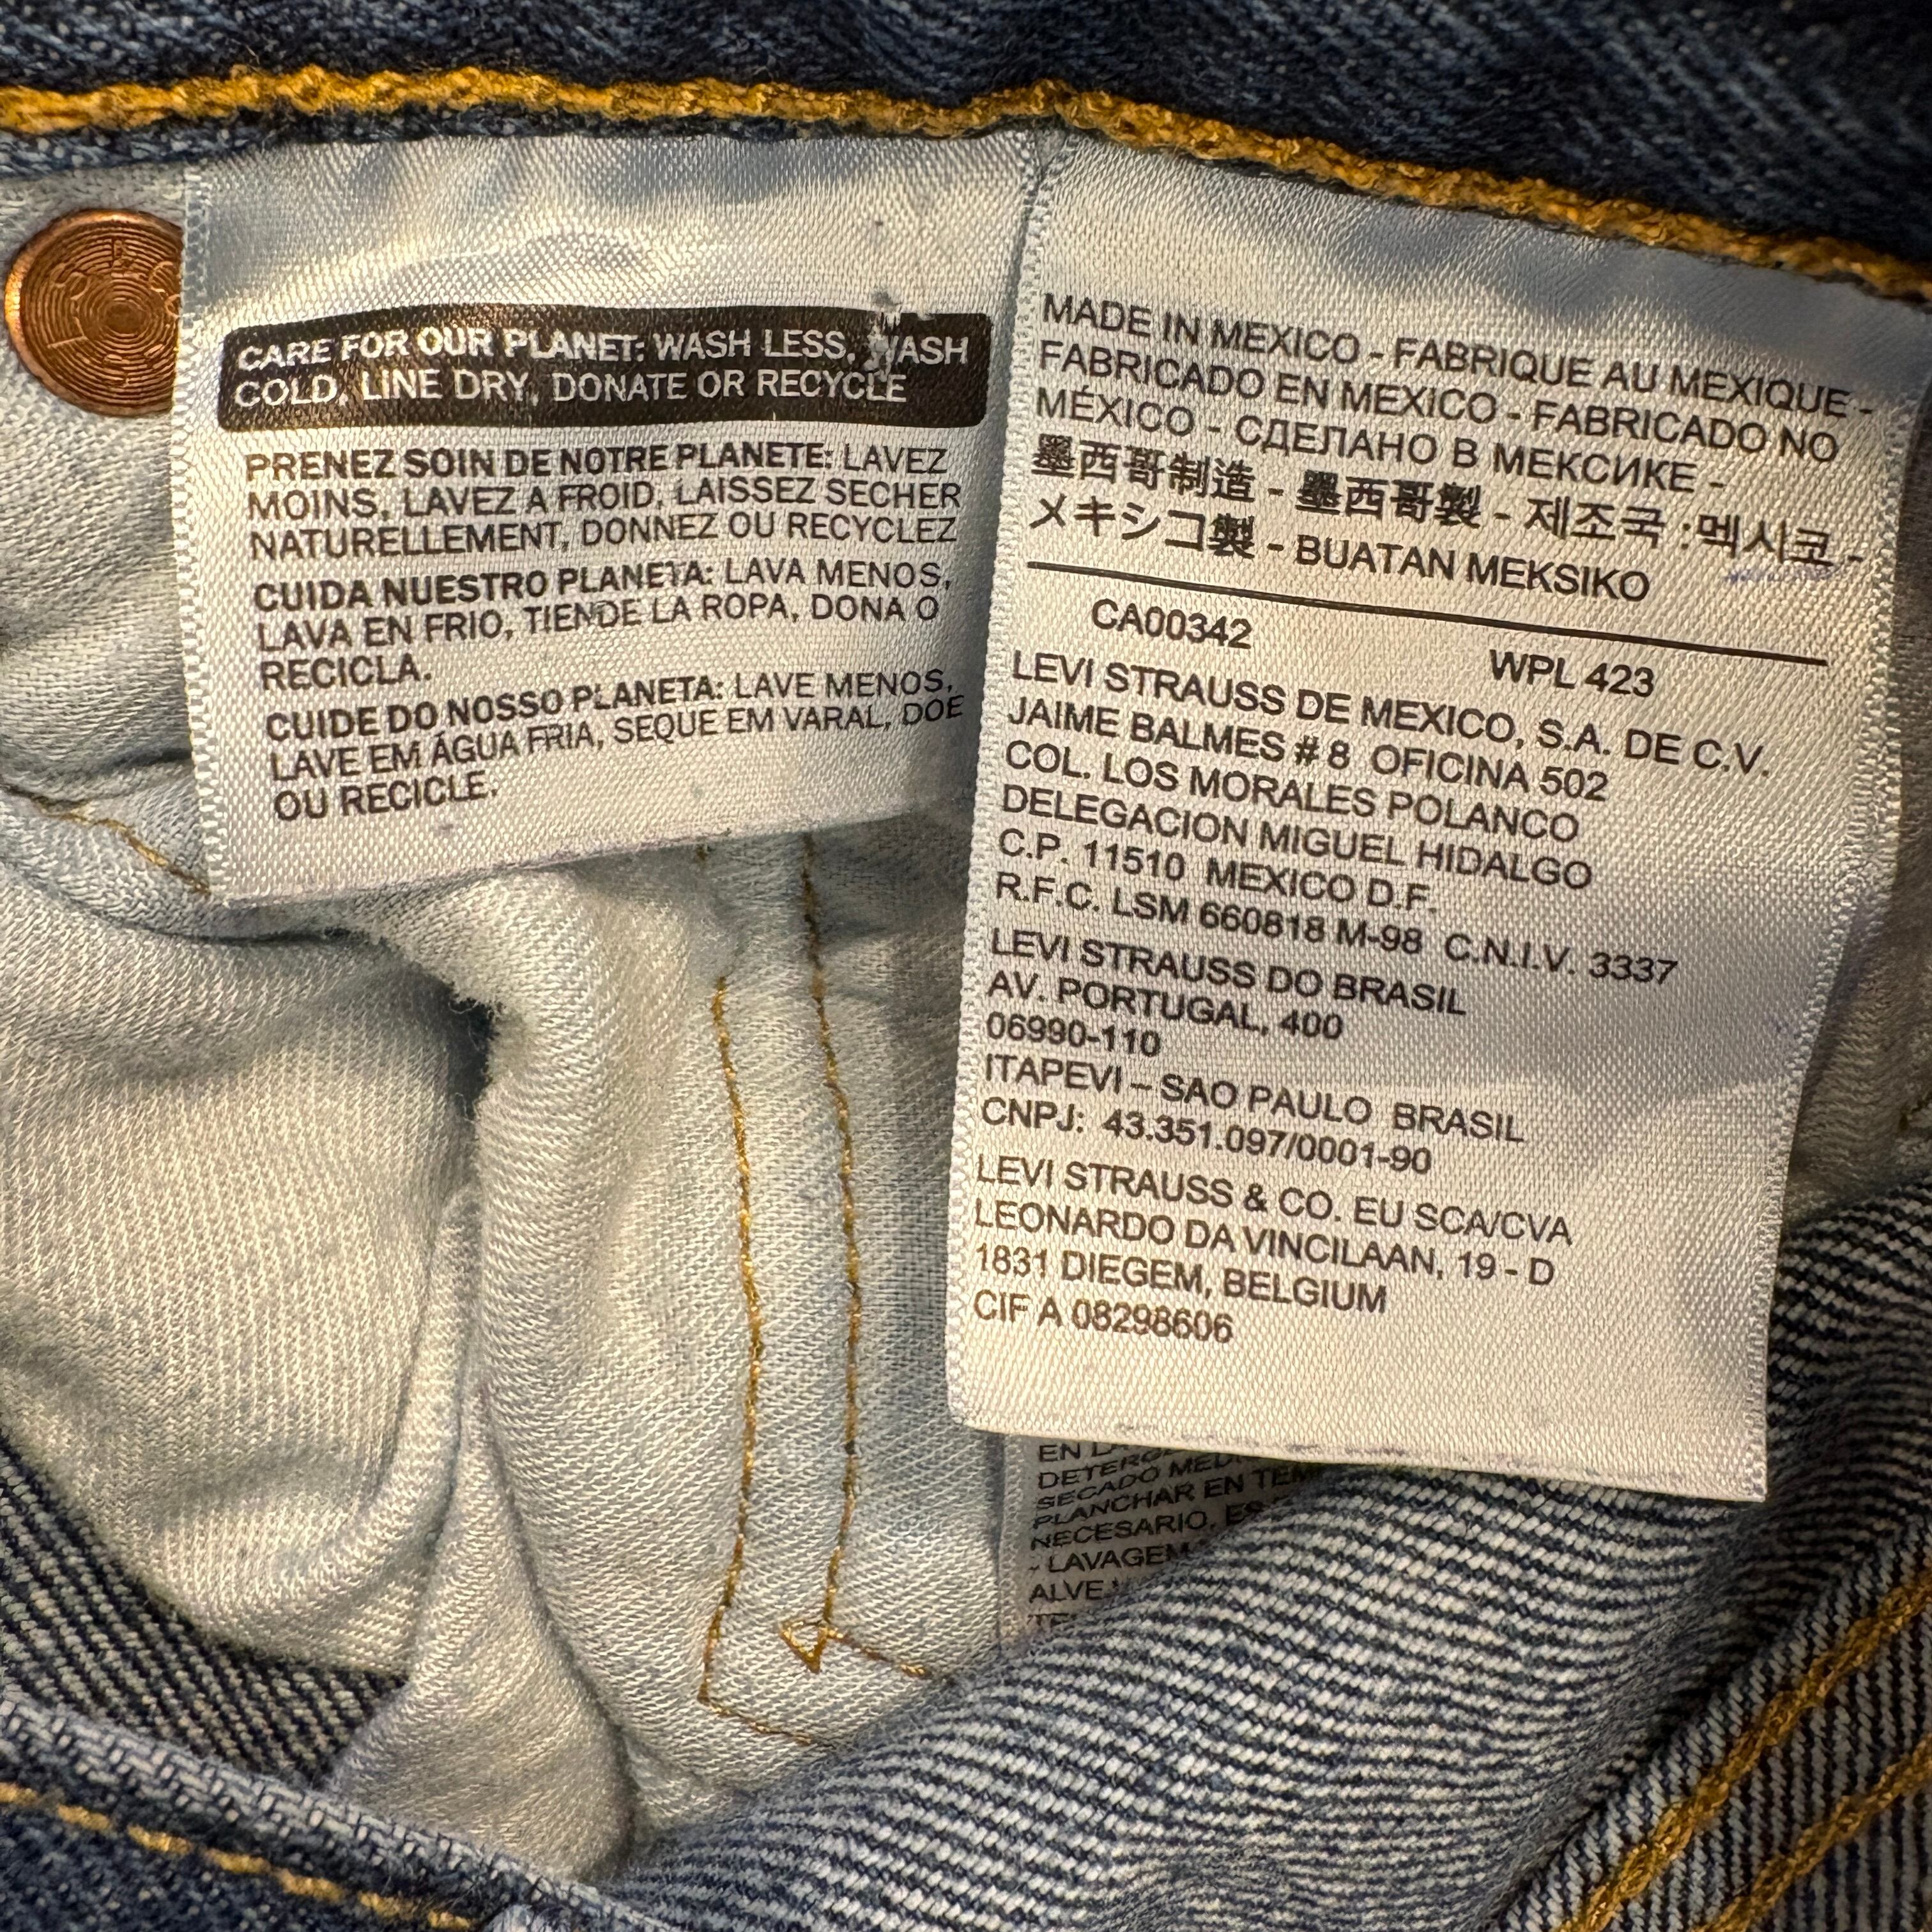 CARE FOR OUR PLANET: WASH LESS, WASH
COLD, LINE DRY, DONATE OR RECYCLE
PRENEZ SOIN DE NOTRE PLANETE: LAVEZ
MOINS, LAVEZ A FROID, LAISSEZ SECHER
NATURELLEMENT, DONNEZ OU RECYCLEZ
CUIDA NUESTRO PLANETA: LAVA MENOS,
LAVA EN FRIO, TIENDE LA ROPA, DONA O
RECICLA.
CUIDE DO NOSSO PLANETA: LAVE MENOS,
LAVE EM ÁGUA FRIA, SEQUE EM VARAL, DOE
OU RECICLE.
MADE IN MEXICO - FABRIQUE AU MEXIQUE -
FABRICADO EN MEXICO - FABRICADO NO
MÉXICO - СДЕЛАНО В МЕКСИКЕ -
墨西哥制造 - 墨西哥製 - 제조국 :멕시코 -
メキシコ製 - BUATAN MEKSIKO
CA00342 WPL 423
LEVI STRAUSS DE MEXICO, S.A. DE C.V.
JAIME BALMES # 8 OFICINA 502
COL. LOS MORALES POLANCO
DELEGACION MIGUEL HIDALGO
C.P. 11510 MEXICO D.F.
R.F.C. LSM 660818 M-98 C.N.I.V. 3337
LEVI STRAUSS DO BRASIL
AV. PORTUGAL, 400
06990-110
ITAPEVI – SAO PAULO BRASIL
CNPJ: 43.351.097/0001-90
LEVI STRAUSS & CO. EU SCA/CVA
LEONARDO DA VINCILAAN, 19 - D
1831 DIEGEM, BELGIUM
CIF A 08298606
EN
SECADO
PLANCHAR EN
NECESARIO.
- LAVAGEM